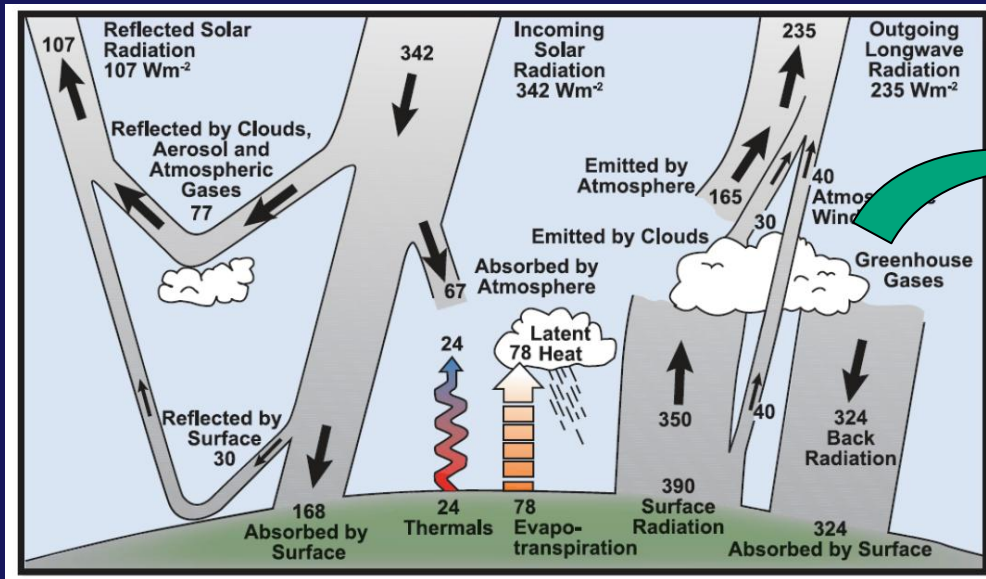 107
Reflected Solar
Radiation
107 Wm⁻²
342
Incoming
Solar
Radiation
342 Wm⁻²
235
Outgoing
Longwave
Radiation
235 Wm⁻²
Reflected by Clouds,
Aerosol and
Atmospheric
Gases
77
Emitted by
Atmosphere
165
30
40
Emitted by Clouds
Absorbed by
Atmosphere
67
Greenhouse
Gases
24
78
Latent
Heat
350
40
324
Back
Radiation
Reflected by
Surface
30
168
Absorbed by
Surface
24
Thermals
78
Evapo-
transpiration
390
Surface
Radiation
324
Absorbed by Surface